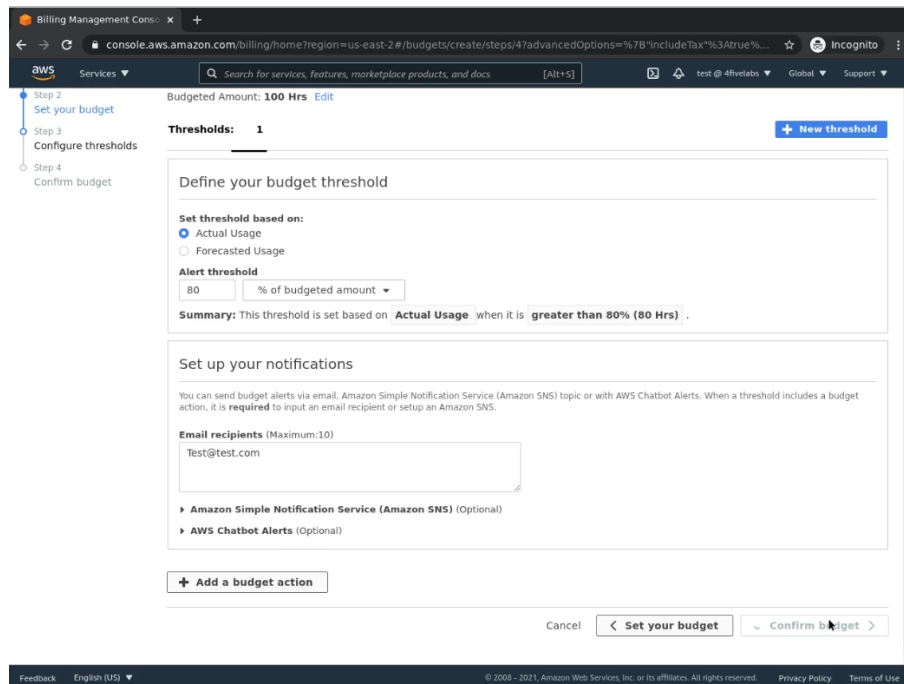 Billing Management Conso
console.aws.amazon.com/billing/home?region=us-east-2#/budgets/create/steps/4?advancedOptions=%7B"includeTax"%3Atrue%...
Incognito
aws
Services
Search for services, features, marketplace products, and docs [Alt+S]
test @ 4fivelabs
Global
Support
Step 2
Set your budget
Step 3
Configure thresholds
Step 4
Confirm budget
Budgeted Amount: 100 Hrs Edit
Thresholds: 1
+ New threshold
Define your budget threshold
Set threshold based on:
Actual Usage
Forecasted Usage
Alert threshold
80 % of budgeted amount
Summary: This threshold is set based on Actual Usage when it is greater than 80% (80 Hrs) .
Set up your notifications
You can send budget alerts via email, Amazon Simple Notification Service (Amazon SNS) topic or with AWS Chatbot Alerts. When a threshold includes a budget
action, it is required to input an email recipient or setup an Amazon SNS.
Email recipients (Maximum:10)
Test@test.com
Amazon Simple Notification Service (Amazon SNS) (Optional)
AWS Chatbot Alerts (Optional)
+ Add a budget action
Cancel
Set your budget
Confirm budget
Feedback English (US)
© 2008 - 2021, Amazon Web Services, Inc. or its affiliates. All rights reserved. Privacy Policy Terms of Use